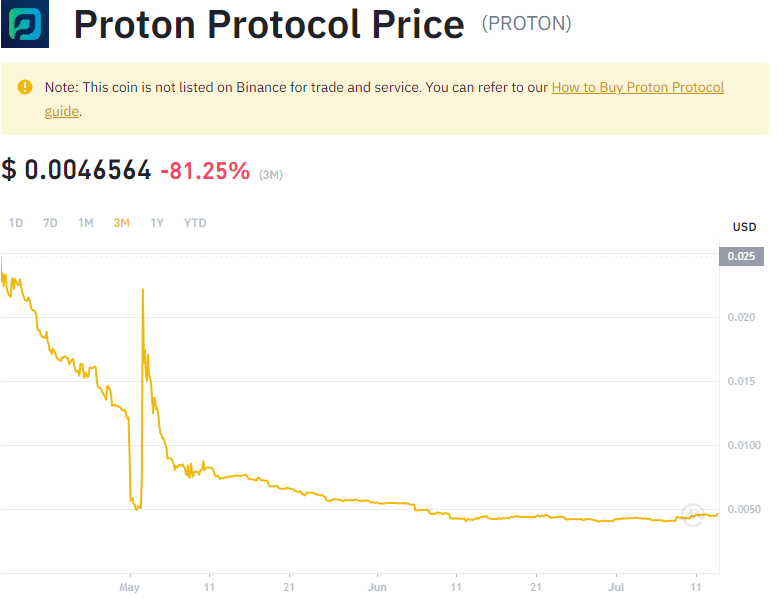 Proton Protocol Price (PROTON)
Note: This coin is not listed on Binance for trade and service. You can refer to our How to Buy Proton Protocol
guide.
$ 0.0046564 -81.25% (3M)
1D 7D 1M 3M 1Y YTD
USD
0.025
0.020
0.015
0.0100
0.0050
May 11 21 Jun 11 21 Jul 11